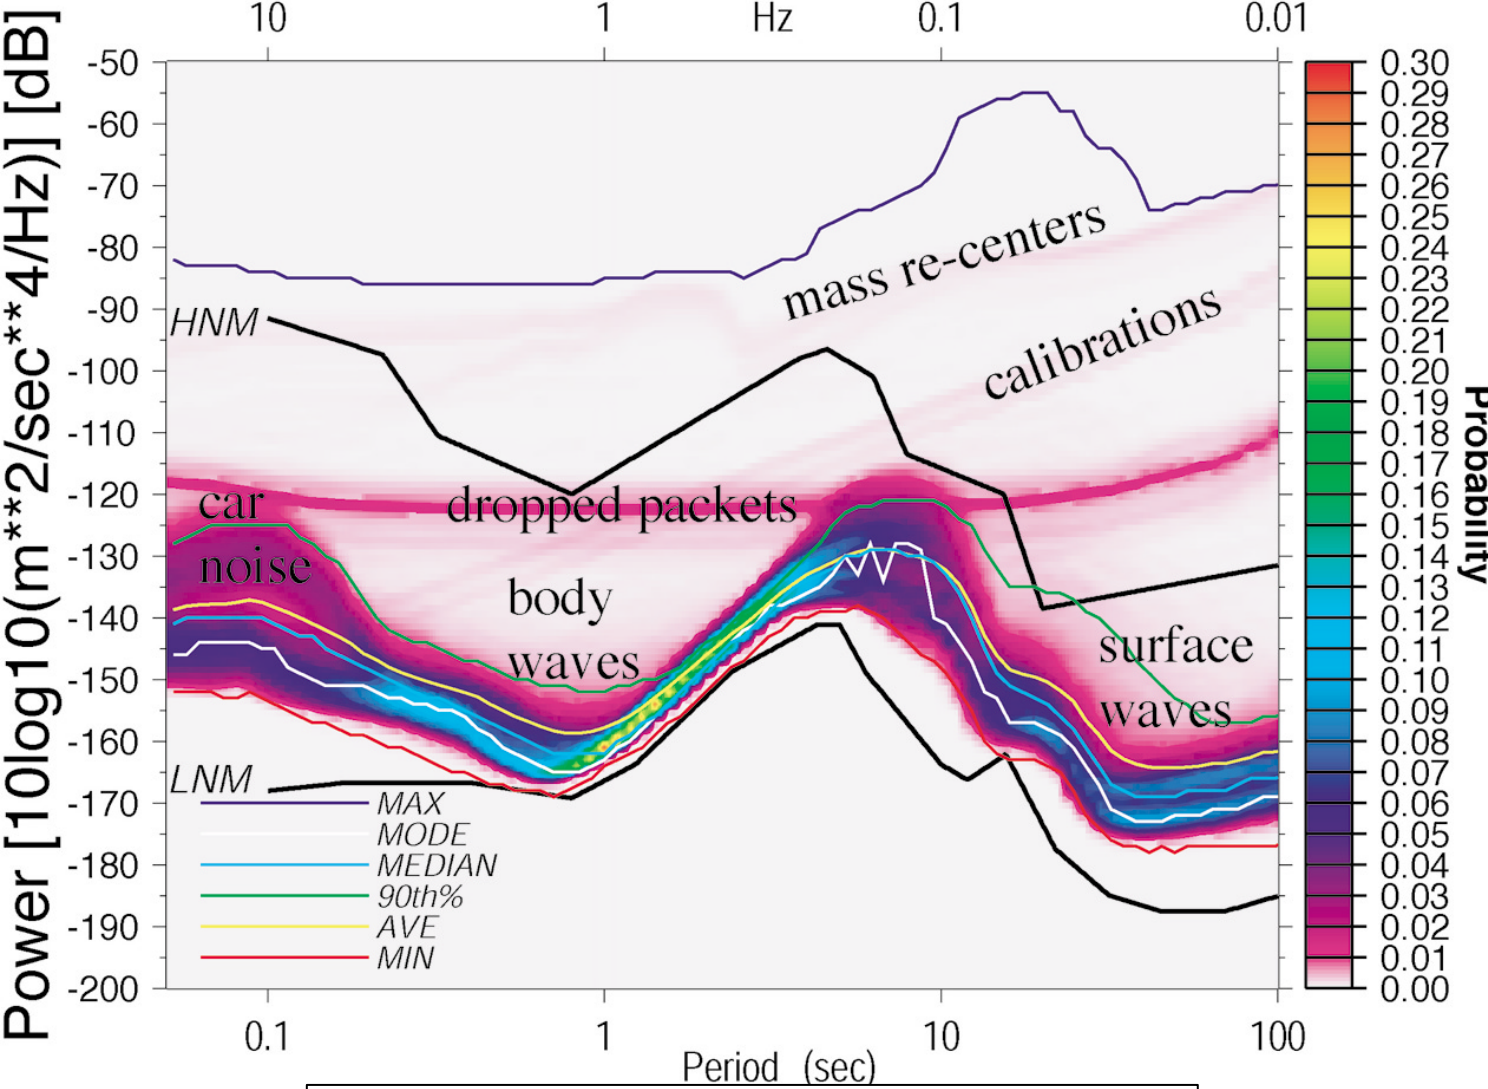 10 1 Hz 0.1 0.01
Power [10log10(m**2/sec**4/Hz)] [dB]
-50
-60
-70
-80
-90
-100
-110
-120
-130
-140
-150
-160
-170
-180
-190
-200
HNM
mass re-centers
calibrations
car
noise
dropped packets
body
waves
surface
waves
LNM
MAX
MODE
MEDIAN
90th%
AVE
MIN
0.1 1 10 100
Period (sec)
0.30
0.29
0.28
0.27
0.26
0.25
0.24
0.23
0.22
0.21
0.20
0.19
0.18
0.17
0.16
0.15
0.14
0.13
0.12
0.11
0.10
0.09
0.08
0.07
0.06
0.05
0.04
0.03
0.02
0.01
0.00
Probability